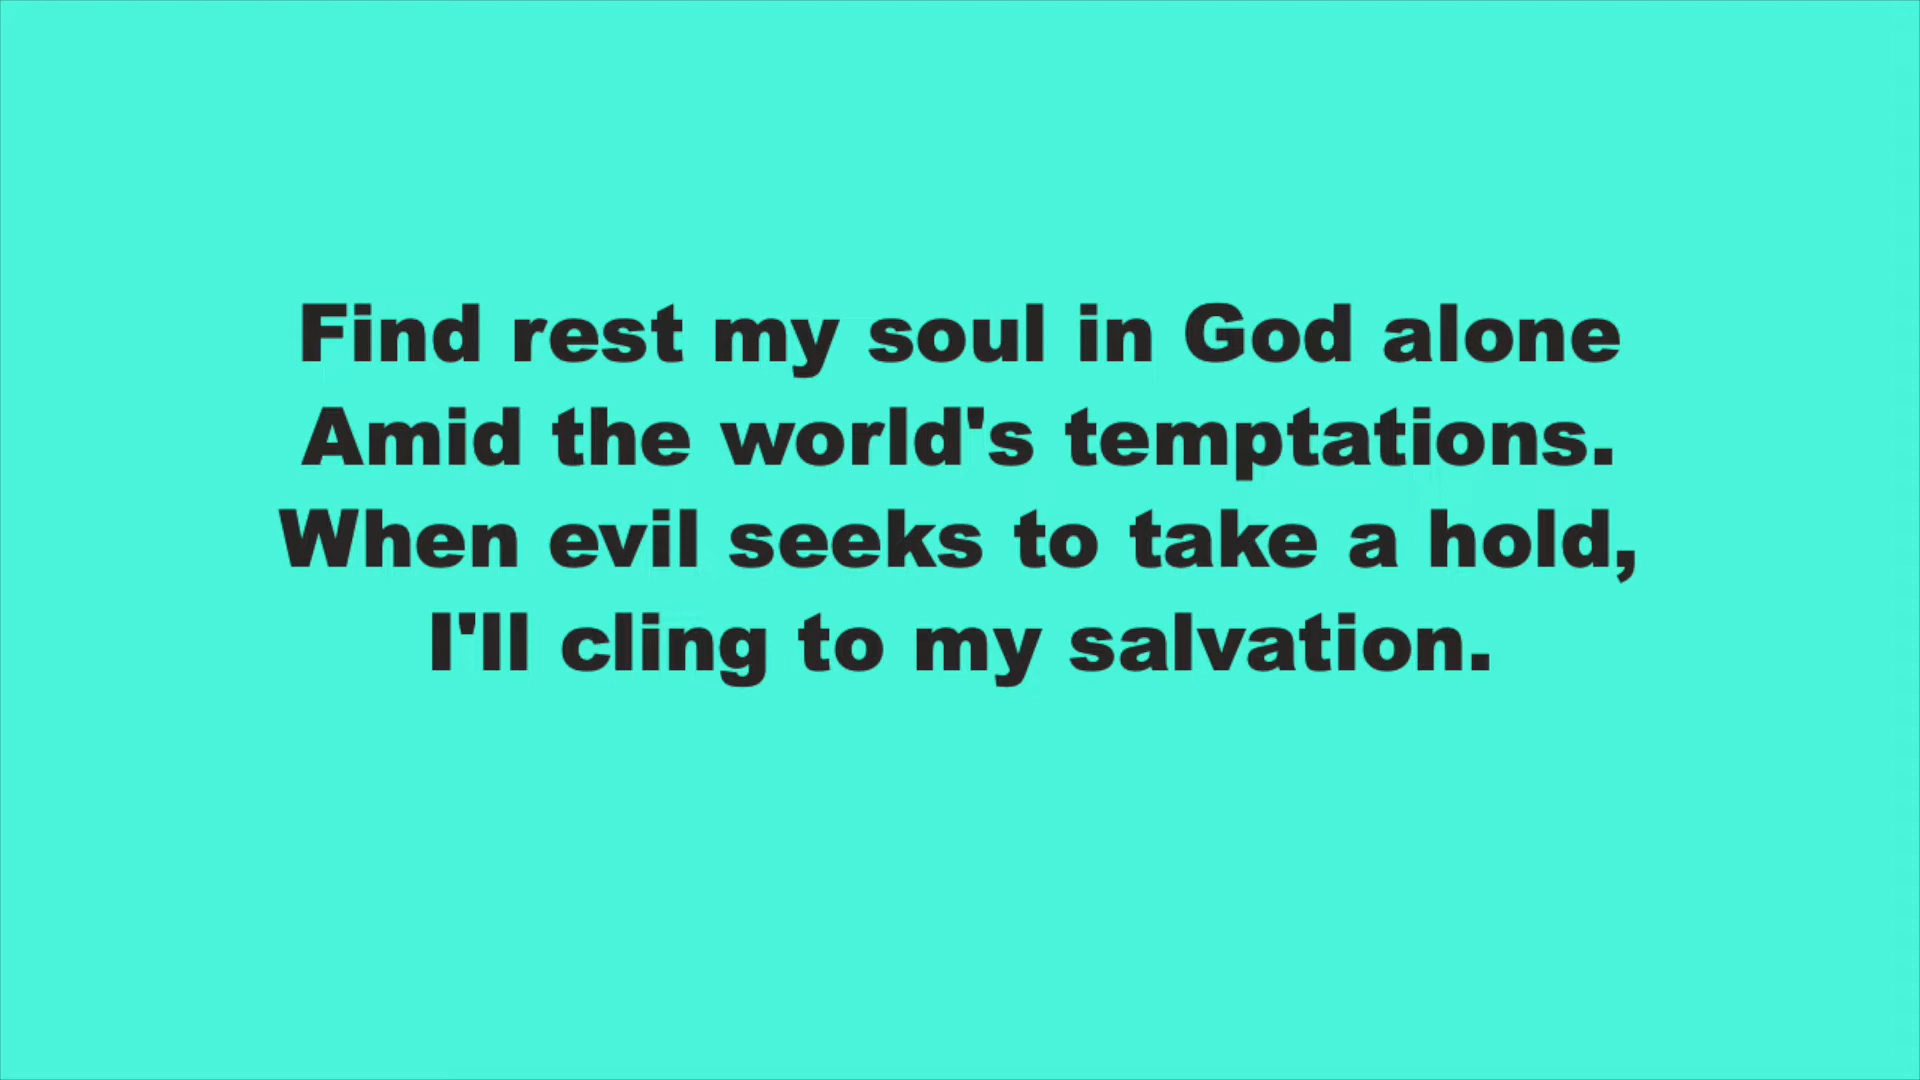 Find rest my soul in God alone
Amid the world's temptations.
When evil seeks to take a hold,
I'll cling to my salvation.